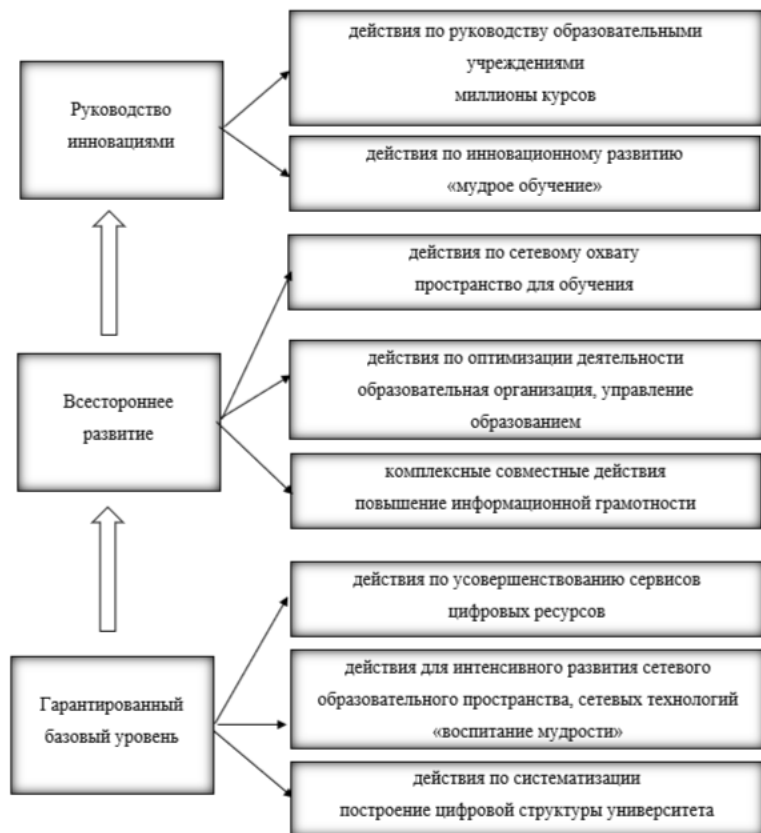 Руководство
инновациями
действия по руководству образовательными
учреждениями
миллионы курсов
действия по инновационному развитию
«мудрое обучение»
Всестороннее
развитие
действия по сетевому охвату
пространство для обучения
действия по оптимизации деятельности
образовательная организация, управление
образованием
комплексные совместные действия
повышение информационной грамотности
Гарантированный
базовый уровень
действия по усовершенствованию сервисов
цифровых ресурсов
действия для интенсивного развития сетевого
образовательного пространства, сетевых технологий
«воспитание мудрости»
действия по систематизации
построение цифровой структуры университета